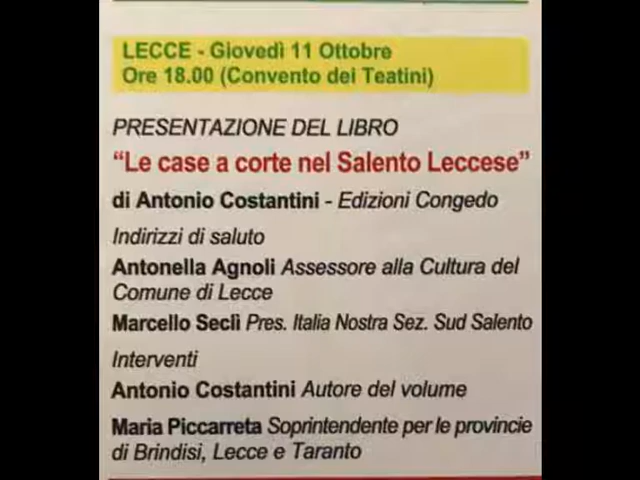 LECCE - Giovedì 11 Ottobre
Ore 18.00 (Convento dei Teatini)
PRESENTAZIONE DEL LIBRO
“Le case a corte nel Salento Leccese”
di Antonio Costantini - Edizioni Congedo
Indirizzi di saluto
Antonella Agnoli Assessore alla Cultura del
Comune di Lecce
Marcello Seclì Pres. Italia Nostra Sez. Sud Salento
Interventi
Antonio Costantini Autore del volume
Maria Piccarreta Soprintendente per le provincie
di Brindisi, Lecce e Taranto